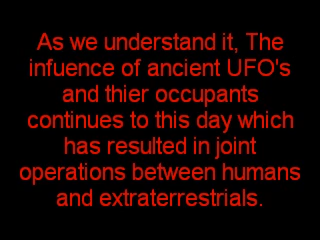 As we understand it, The
infuence of ancient UFO's
and thier occupants
continues to this day which
has resulted in joint
operations between humans
and extraterrestrials.